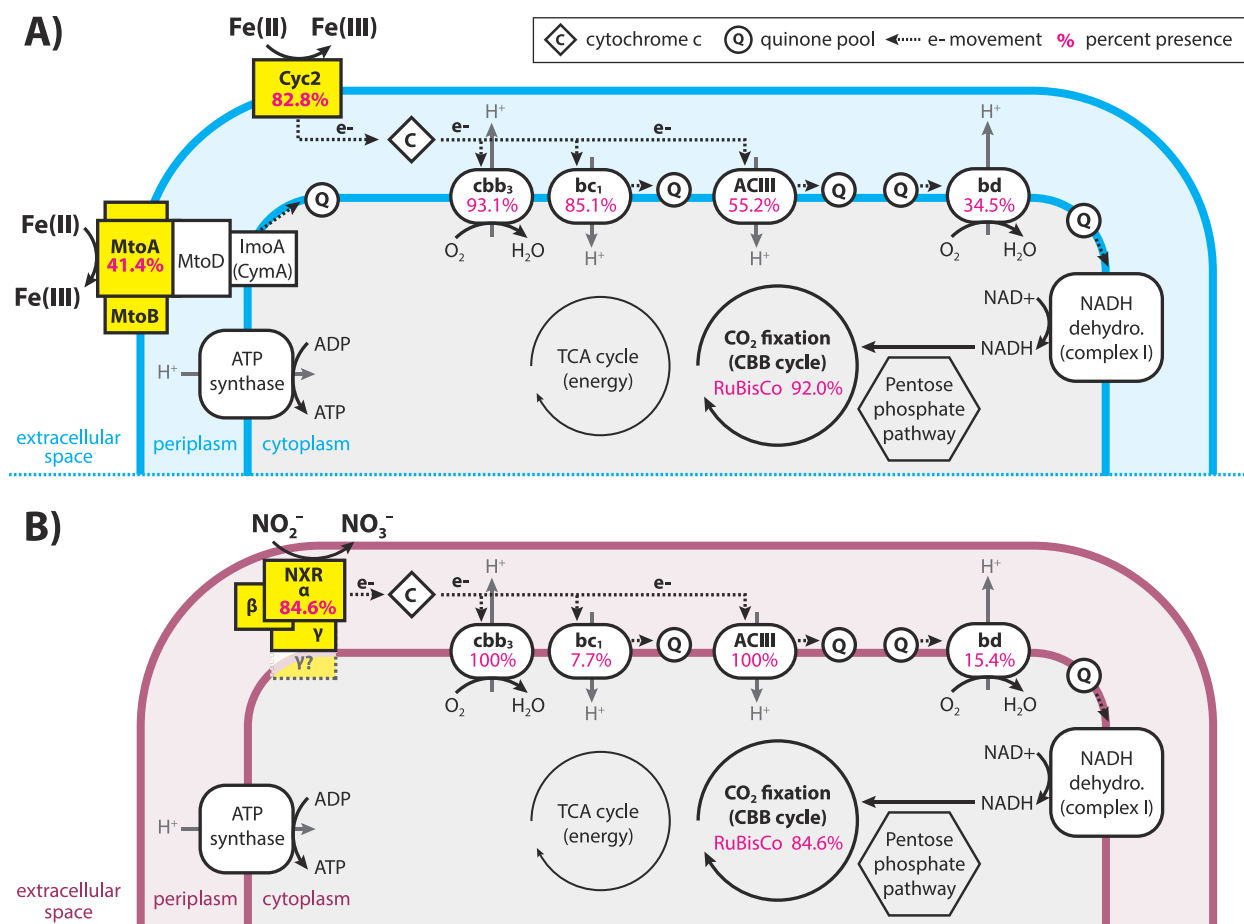 A)
Fe(II) Fe(III)
C cytochrome c Q quinone pool e- movement % percent presence
Cyc2
82.8%
e- C e- e-
H⁺ H⁺
cbb₃
93.1%
bc₁
85.1%
Q
ACIII
55.2%
Q Q
bd
34.5%
Q
Q
O₂ H₂O
H⁺
H⁺
O₂ H₂O
Fe(II)
Fe(III)
MtoA
41.4%
MtoB
MtoD
ImoA
(CymA)
H⁺
ATP
synthase
ADP
ATP
TCA cycle
(energy)
CO₂ fixation
(CBB cycle)
RuBisCo 92.0%
Pentose
phosphate
pathway
NAD+
NADH
NADH
dehydro.
(complex I)
extracellular
space
periplasm
cytoplasm
B)
NO₂⁻ NO₃⁻
NXR
α
84.6%
β
γ
γ?
e- C e- e-
H⁺ H⁺
cbb₃
100%
bc₁
7.7%
Q
ACIII
100%
Q Q
bd
15.4%
Q
O₂ H₂O
H⁺
H⁺
O₂ H₂O
H⁺
ATP
synthase
ADP
ATP
TCA cycle
(energy)
CO₂ fixation
(CBB cycle)
RuBisCo 84.6%
Pentose
phosphate
pathway
NAD+
NADH
NADH
dehydro.
(complex I)
extracellular
space
periplasm
cytoplasm